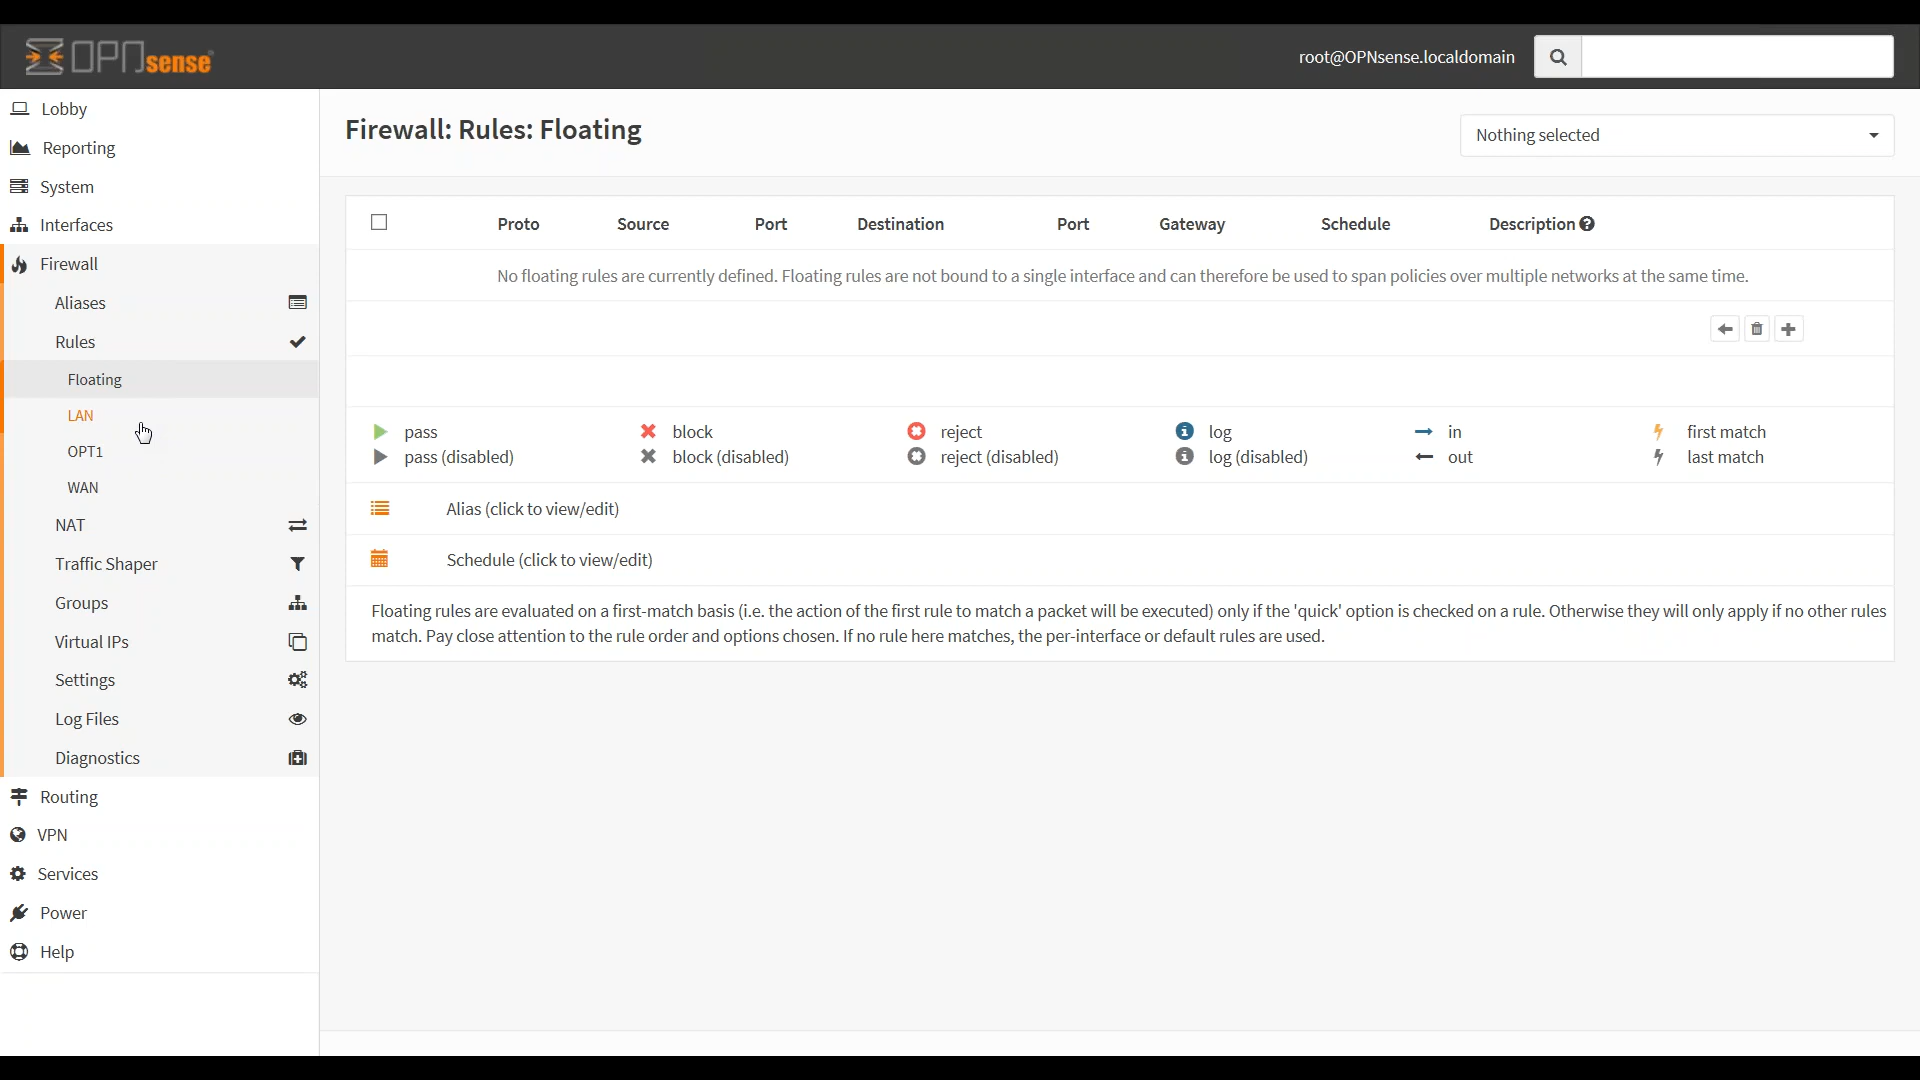 OPNsense
root@OPNsense.localdomain
Lobby
Reporting
System
Interfaces
Firewall
Aliases
Rules
Floating
LAN
OPT1
WAN
NAT
Traffic Shaper
Groups
Virtual IPs
Settings
Log Files
Diagnostics
Routing
VPN
Services
Power
Help
Firewall: Rules: Floating
Nothing selected
Proto Source Port Destination Port Gateway Schedule Description
No floating rules are currently defined. Floating rules are not bound to a single interface and can therefore be used to span policies over multiple networks at the same time.
pass block reject log in first match
pass (disabled) block (disabled) reject (disabled) log (disabled) out last match
Alias (click to view/edit)
Schedule (click to view/edit)
Floating rules are evaluated on a first-match basis (i.e. the action of the first rule to match a packet will be executed) only if the 'quick' option is checked on a rule. Otherwise they will only apply if no other rules
match. Pay close attention to the rule order and options chosen. If no rule here matches, the per-interface or default rules are used.